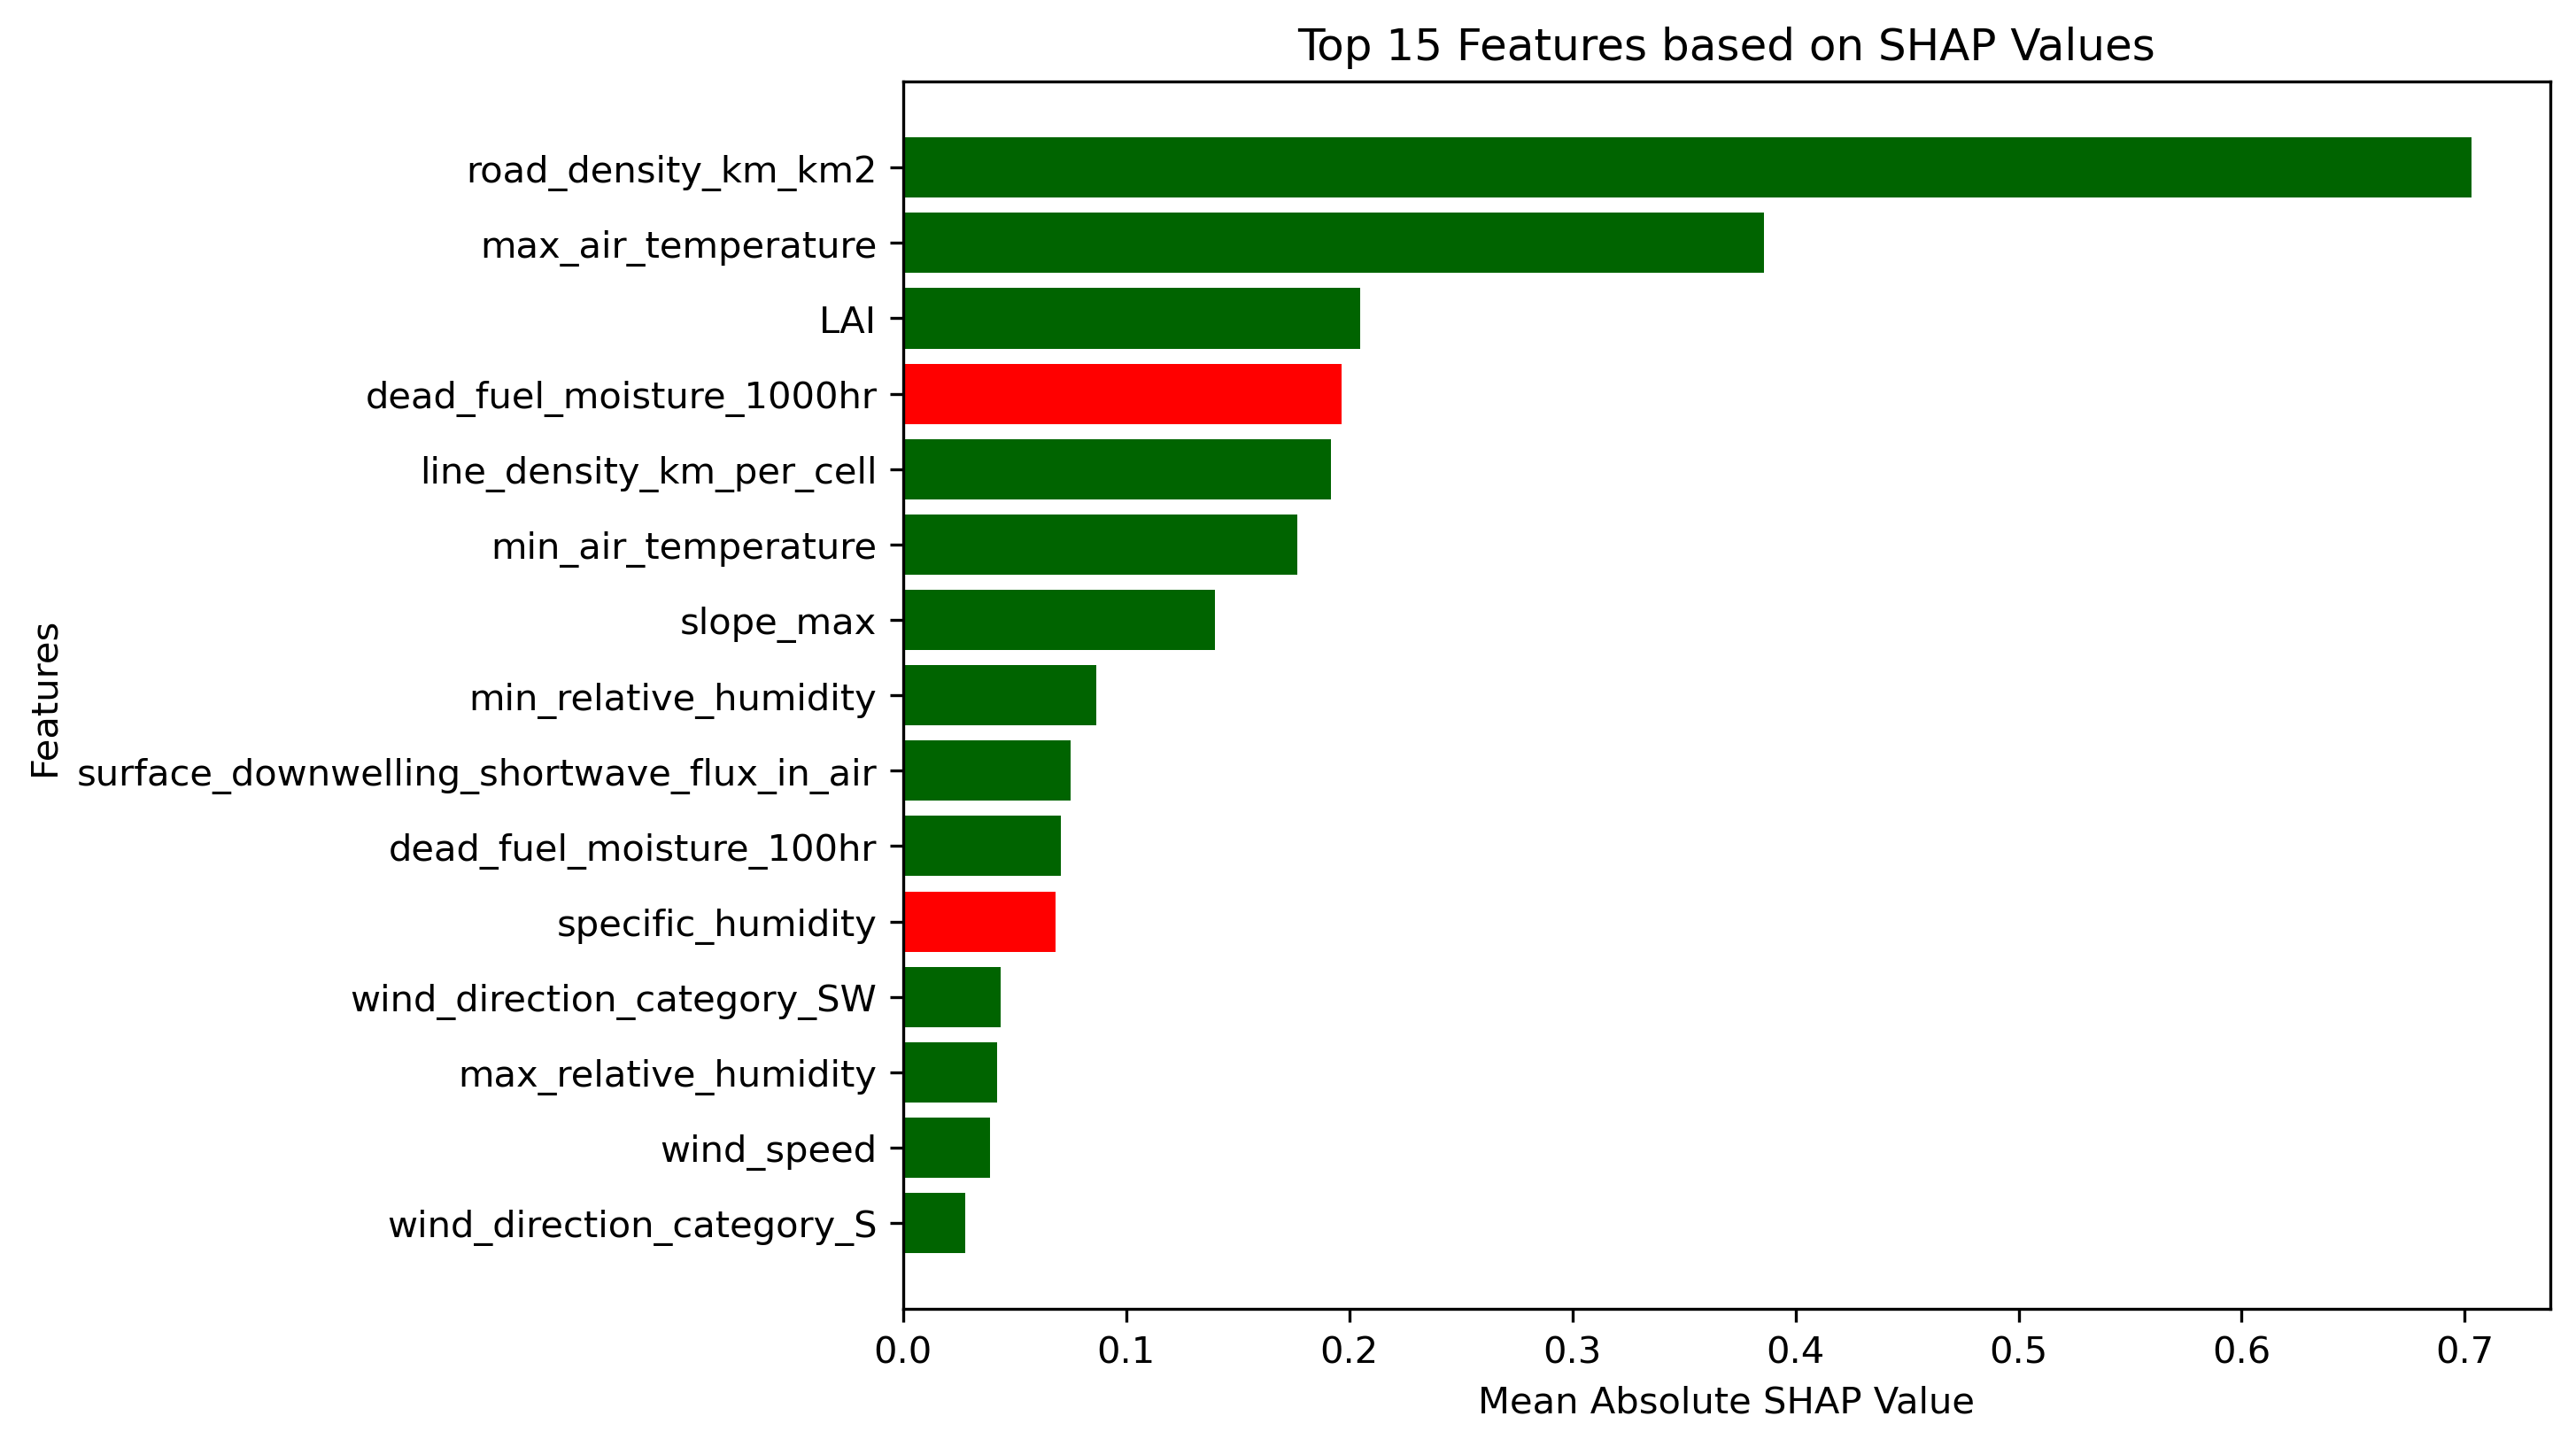 Top 15 Features based on SHAP Values
Features
road_density_km_km2
max_air_temperature
LAI
dead_fuel_moisture_1000hr
line_density_km_per_cell
min_air_temperature
slope_max
min_relative_humidity
surface_downwelling_shortwave_flux_in_air
dead_fuel_moisture_100hr
specific_humidity
wind_direction_category_SW
max_relative_humidity
wind_speed
wind_direction_category_S
0.0 0.1 0.2 0.3 0.4 0.5 0.6 0.7
Mean Absolute SHAP Value